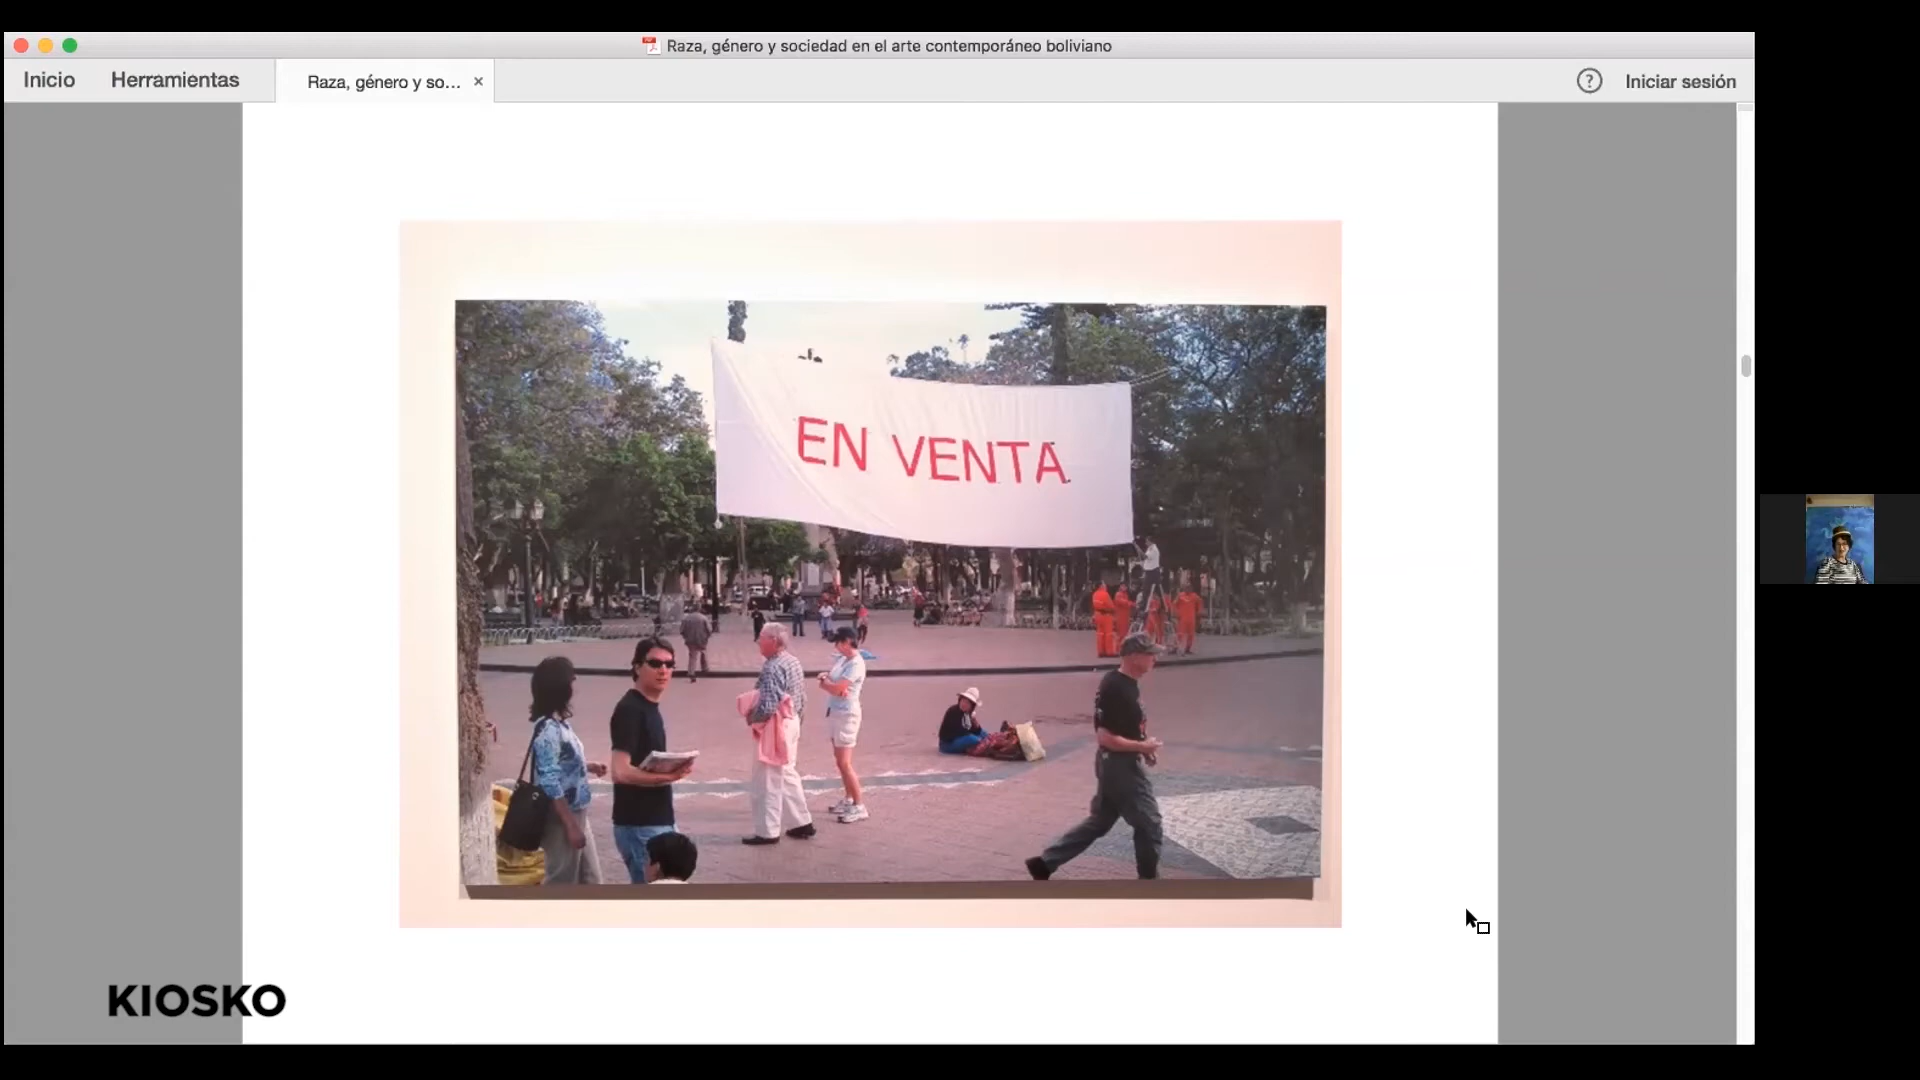 Raza, género y sociedad en el arte contemporáneo boliviano
Inicio
Herramientas
Raza, género y so... ×
?
Iniciar sesión
EN VENTA
KIOSKO